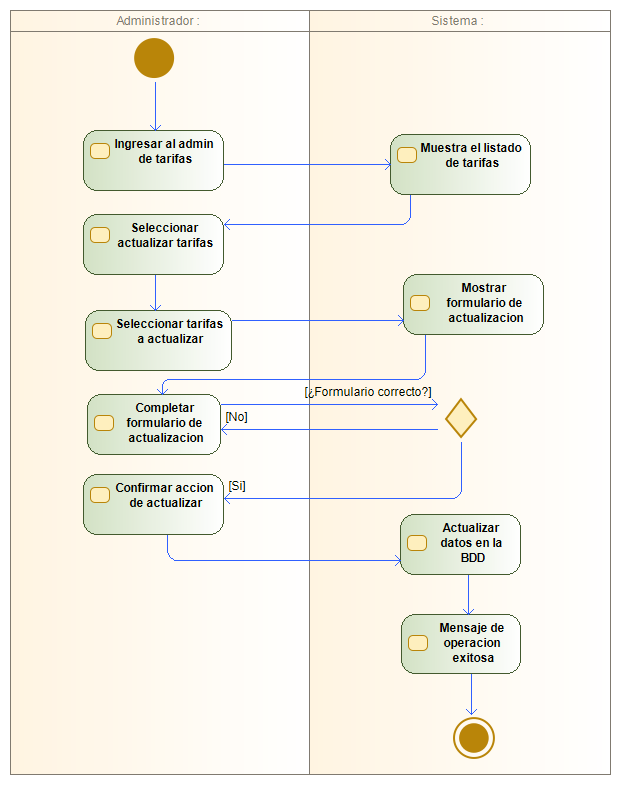 Administrador :
Sistema :
Ingresar al admin
de tarifas
Muestra el listado
de tarifas
Seleccionar
actualizar tarifas
Mostrar
formulario de
actualizacion
Seleccionar tarifas
a actualizar
[¿Formulario correcto?]
Completar
formulario de
actualizacion
[No]
[Si]
Confirmar accion
de actualizar
Actualizar
datos en la
BDD
Mensaje de
operacion
exitosa